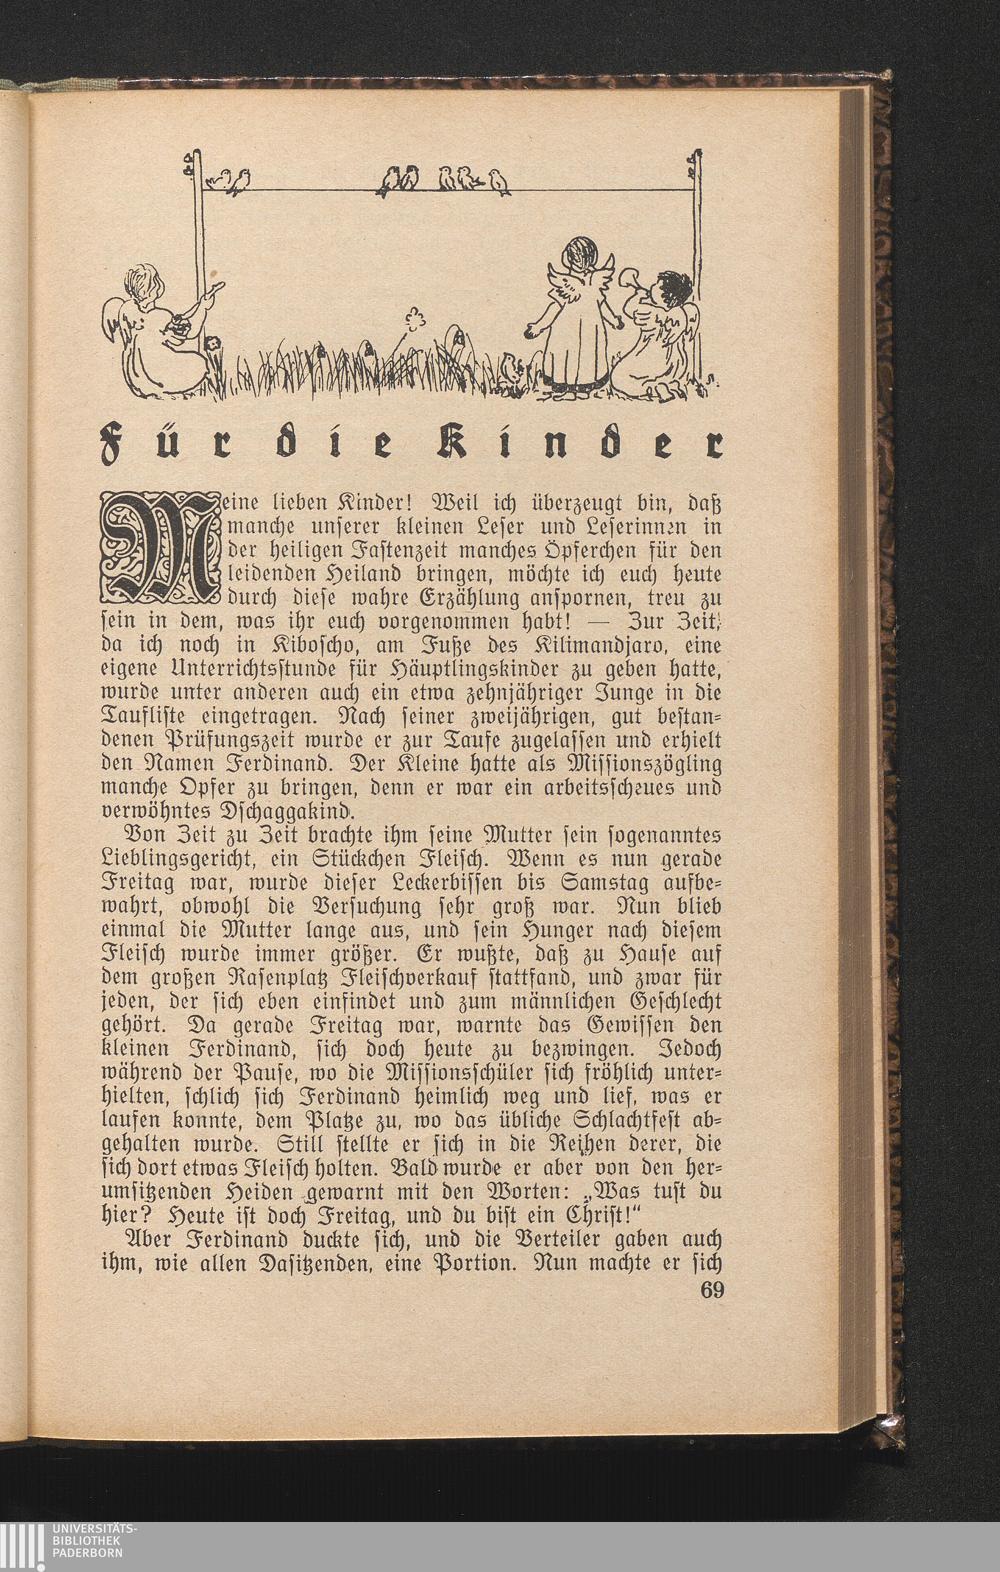 Für die Kinder
Meine lieben Kinder! Weil ich überzeugt bin, daß
manche unserer kleinen Leser und Leserinnen in
der heiligen Fastenzeit manches Öpferchen für den
leidenden Heiland bringen, möchte ich euch heute
durch diese wahre Erzählung anspornen, treu zu
sein in dem, was ihr euch vorgenommen habt! — Zur Zeit,
da ich noch in Kiboscho, am Fuße des Kilimandjaro, eine
eigene Unterrichtsstunde für Häuptlingskinder zu geben hatte,
wurde unter anderen auch ein etwa zehnjähriger Junge in die
Taufliste eingetragen. Nach seiner zweijährigen, gut bestan-
denen Prüfungszeit wurde er zur Taufe zugelassen und erhielt
den Namen Ferdinand. Der Kleine hatte als Missionszögling
manche Opfer zu bringen, denn er war ein arbeitsscheues und
verwöhntes Dschaggakind.
Von Zeit zu Zeit brachte ihm seine Mutter sein sogenanntes
Lieblingsgericht, ein Stückchen Fleisch. Wenn es nun gerade
Freitag war, wurde dieser Leckerbissen bis Samstag aufbe-
wahrt, obwohl die Versuchung sehr groß war. Nun blieb
einmal die Mutter lange aus, und sein Hunger nach diesem
Fleisch wurde immer größer. Er wußte, daß zu Hause auf
dem großen Rasenplatz Fleischverkauf stattfand, und zwar für
jeden, der sich eben einfindet und zum männlichen Geschlecht
gehört. Da gerade Freitag war, warnte das Gewissen den
kleinen Ferdinand, sich doch heute zu bezwingen. Jedoch
während der Pause, wo die Missionsschüler sich fröhlich unter-
hielten, schlich sich Ferdinand heimlich weg und lief, was er
laufen konnte, dem Platze zu, wo das übliche Schlachtfest ab-
gehalten wurde. Still stellte er sich in die Reihen derer, die
sich dort etwas Fleisch holten. Bald wurde er aber von den her-
umsitzenden Heiden gewarnt mit den Worten: „Was tust du
hier? Heute ist doch Freitag, und du bist ein Christ!“
Aber Ferdinand duckte sich, und die Verteiler gaben auch
ihm, wie allen Dasitzenden, eine Portion. Nun machte er sich
69
UNIVERSITÄTS-
BIBLIOTHEK
PADERBORN